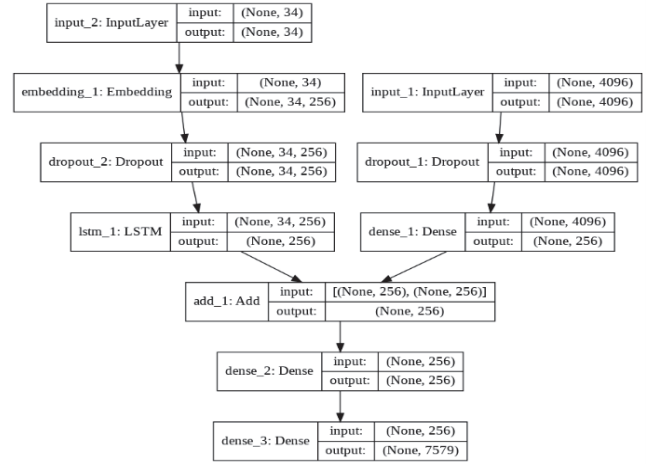 input_2: InputLayer
input: (None, 34)
output: (None, 34)
embedding_1: Embedding
input: (None, 34)
output: (None, 34, 256)
input_1: InputLayer
input: (None, 4096)
output: (None, 4096)
dropout_2: Dropout
input: (None, 34, 256)
output: (None, 34, 256)
dropout_1: Dropout
input: (None, 4096)
output: (None, 4096)
lstm_1: LSTM
input: (None, 34, 256)
output: (None, 256)
dense_1: Dense
input: (None, 4096)
output: (None, 256)
add_1: Add
input: [(None, 256), (None, 256)]
output: (None, 256)
dense_2: Dense
input: (None, 256)
output: (None, 256)
dense_3: Dense
input: (None, 256)
output: (None, 7579)